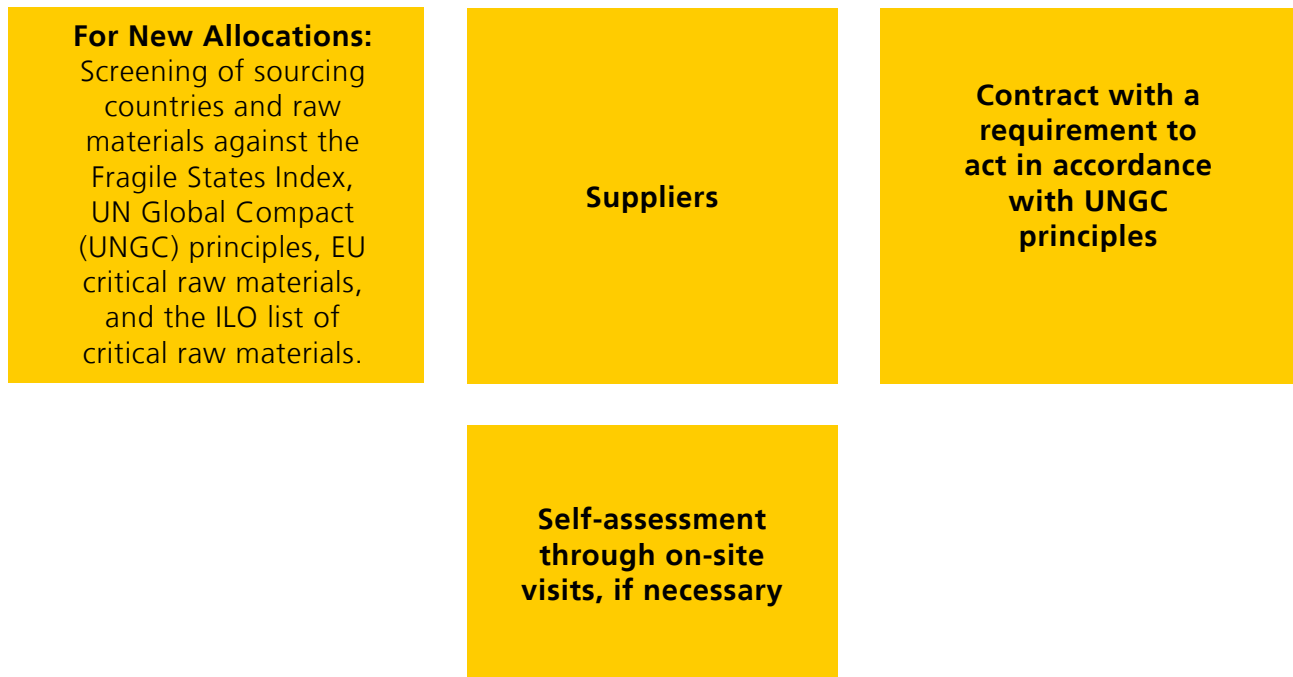 For New Allocations:
Screening of sourcing
countries and raw
materials against the
Fragile States Index,
UN Global Compact
(UNGC) principles, EU
critical raw materials,
and the ILO list of
critical raw materials.
Suppliers
Contract with a
requirement to
act in accordance
with UNGC
principles
Self-assessment
through on-site
visits, if necessary